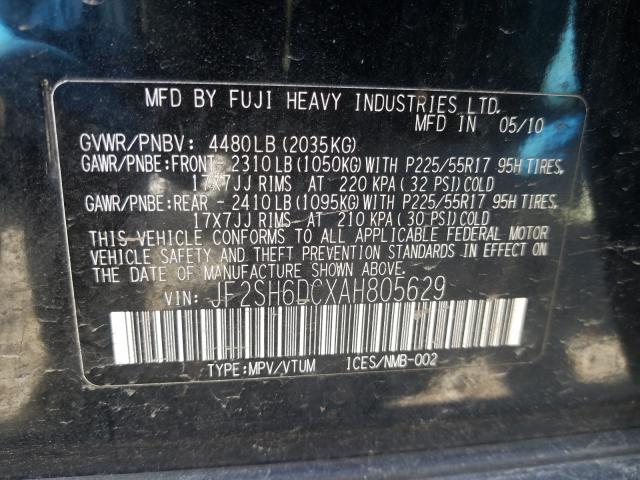 MFD BY FUJI HEAVY INDUSTRIES LTD.
MFD IN 05/10
GVWR/PNBV: 4480LB (2035KG)
GAWR/PNBE:FRONT- 2310 LB (1050KG) WITH P225/55R17 95H TIRES,
17X7JJ RIMS AT 220 KPA ( 32 PSI) COLD
GAWR/PNBE:REAR - 2410 LB (1095KG) WITH P225/55R17 95H TIRES,
17X7JJ RIMS AT 210 KPA ( 30 PSI) COLD
THIS VEHICLE CONFORMS TO ALL APPLICABLE FEDERAL MOTOR
VEHICLE SAFETY AND THEFT PREVENTION STANDARDS IN EFFECT ON
THE DATE OF MANUFACTURE SHOWN ABOVE.
VIN: JF2SH6DCXAH805629
TYPE:MPV/VTUM ICES/NMB-002